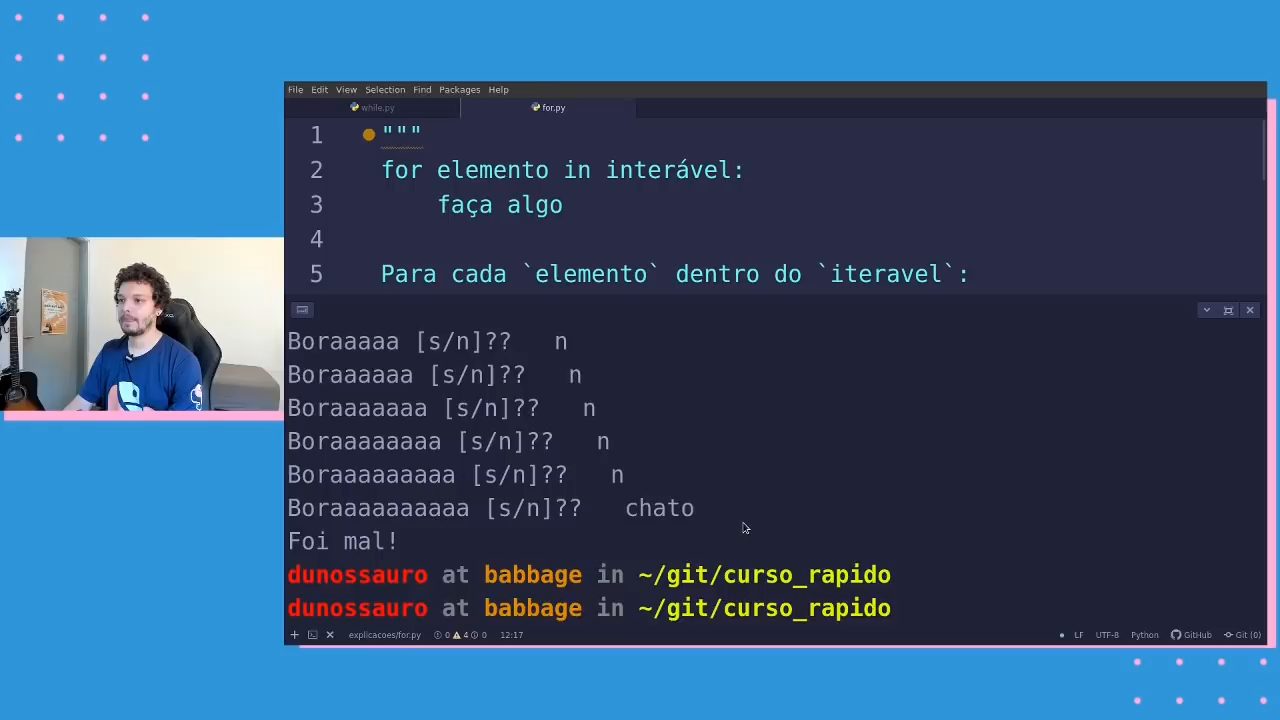 File Edit View Selection Find Packages Help
while.py for.py
1 """
2 for elemento in interável:
3 faça algo
4
5 Para cada `elemento` dentro do `iteravel`:
Boraaaaa [s/n]?? n
Boraaaaaa [s/n]?? n
Boraaaaaaa [s/n]?? n
Boraaaaaaaa [s/n]?? n
Boraaaaaaaaa [s/n]?? n
Boraaaaaaaaaa [s/n]?? chato
Foi mal!
dunossauro at babbage in ~/git/curso_rapido
dunossauro at babbage in ~/git/curso_rapido
explicacoes/for.py 0 4 0 12:17 LF UTF-8 Python GitHub Git (0)